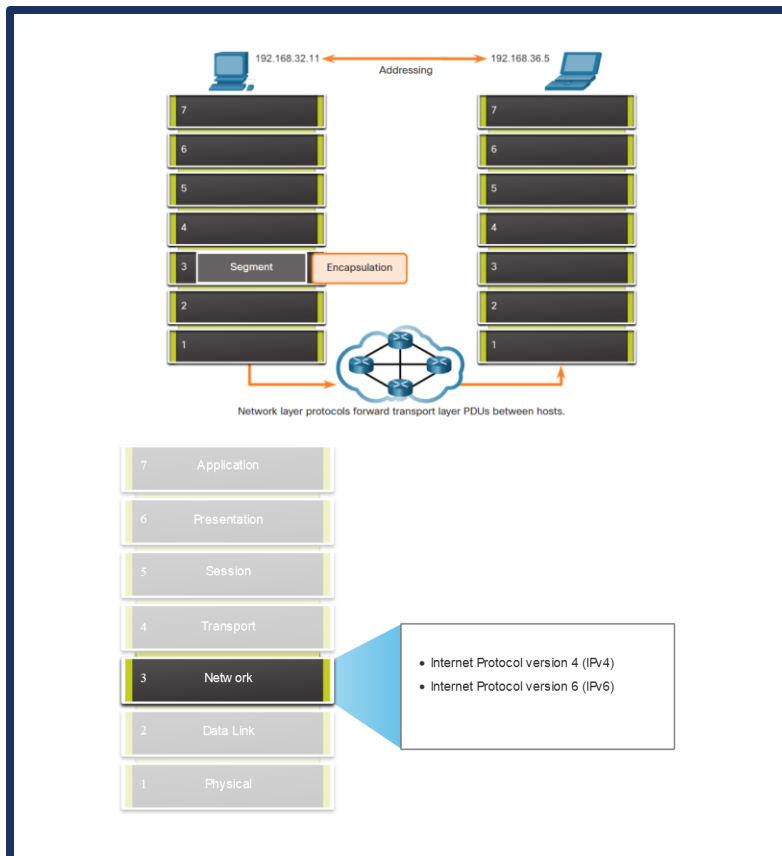 192.168.32.11
192.168.36.5
Addressing
7
7
6
6
5
5
4
4
3 Segment Encapsulation
3
2
2
1
1
Network layer protocols forward transport layer PDUs between hosts.
7 Application
6 Presentation
5 Session
4 Transport
3 Network
• Internet Protocol version 4 (IPv4)
• Internet Protocol version 6 (IPv6)
2 Data Link
1 Physical